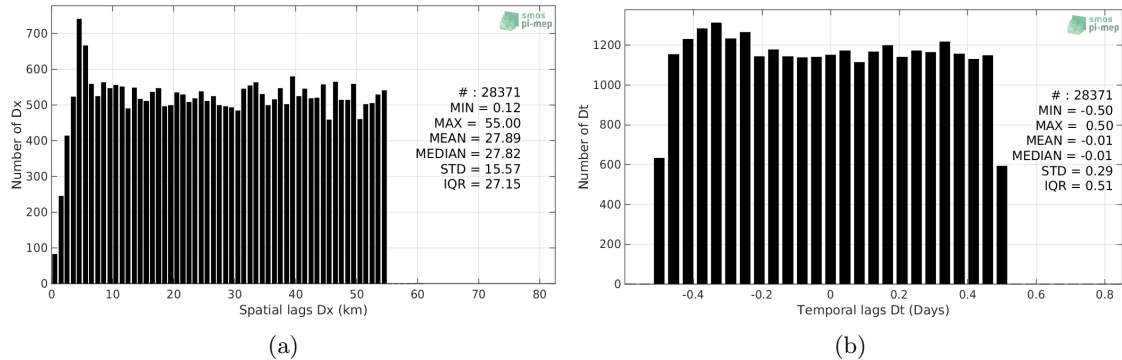 smos
pi-mep
700
600
500
400
300
200
100
0
Number of Dx
# : 28371
MIN = 0.12
MAX = 55.00
MEAN = 27.89
MEDIAN = 27.82
STD = 15.57
IQR = 27.15
0 10 20 30 40 50 60 70 80
Spatial lags Dx (km)
(a)
smos
pi-mep
1200
1000
800
600
400
200
0
Number of Dt
# : 28371
MIN = -0.50
MAX = 0.50
MEAN = -0.01
MEDIAN = -0.01
STD = 0.29
IQR = 0.51
-0.4 -0.2 0 0.2 0.4 0.6 0.8
Temporal lags Dt (Days)
(b)